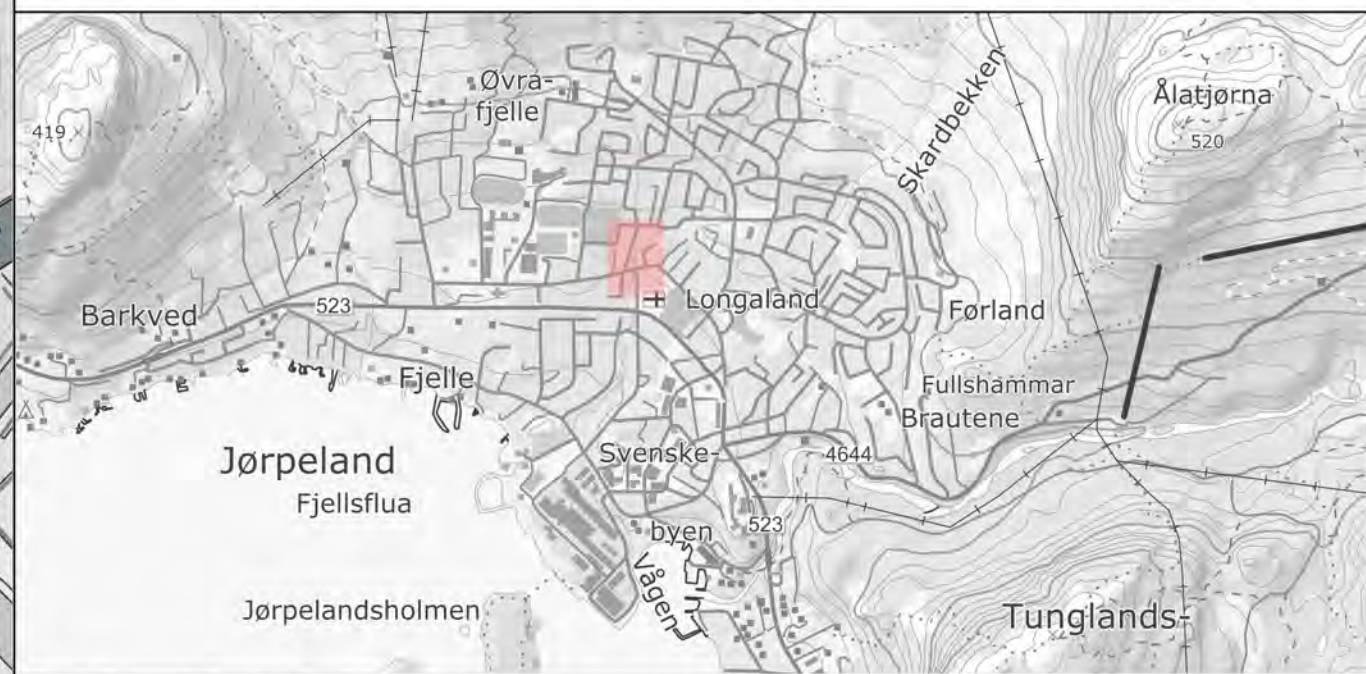 Øvra-
fjelle
Skardbekken
Ålatjørna
520
419
Barkved
523
Longaland
Førland
Fjelle
Fullshammar
Brautene
Jørpeland
Fjellsflua
Svenske-
byen
4644
523
Vågen
Jørpelandsholmen
Tunglands-